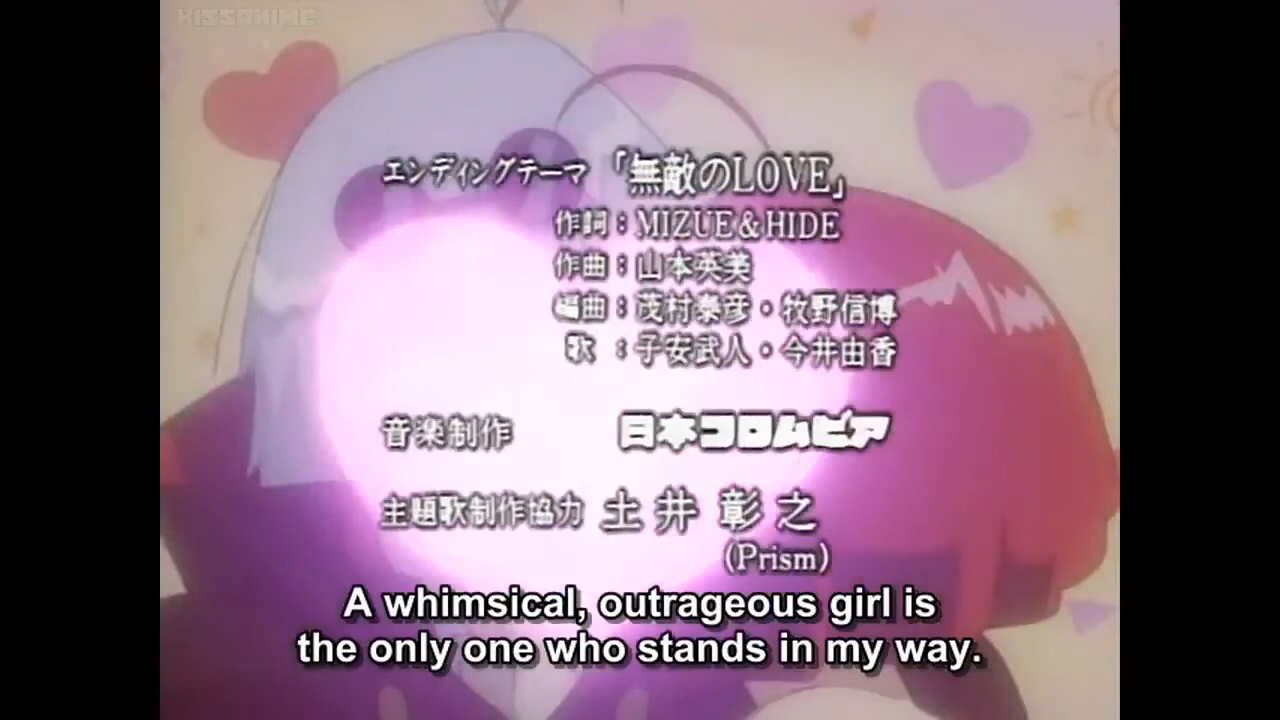 KISSANIME
エンディングテーマ 「無敵のLOVE」
作詞：MIZUE＆HIDE
作曲：山本英美
編曲：茂村泰彦・牧野信博
歌：子安武人・今井由香
音楽制作 日本コロムビア
主題歌制作協力 土井 彰之
(Prism)
A whimsical, outrageous girl is
the only one who stands in my way.